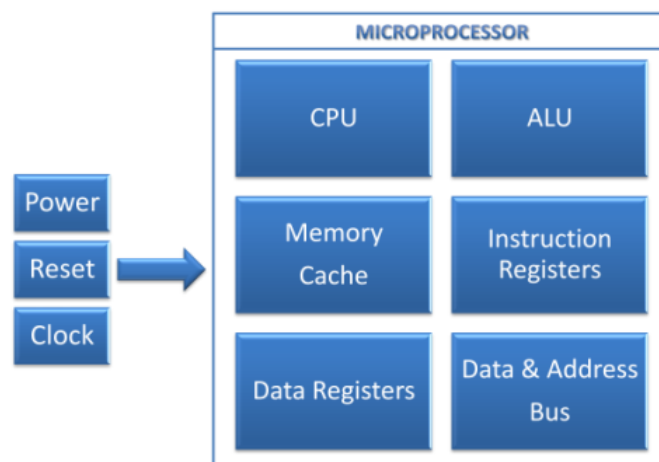 MICROPROCESSOR
CPU
ALU
Power
Reset
Clock
Memory
Cache
Instruction
Registers
Data Registers
Data & Address
Bus